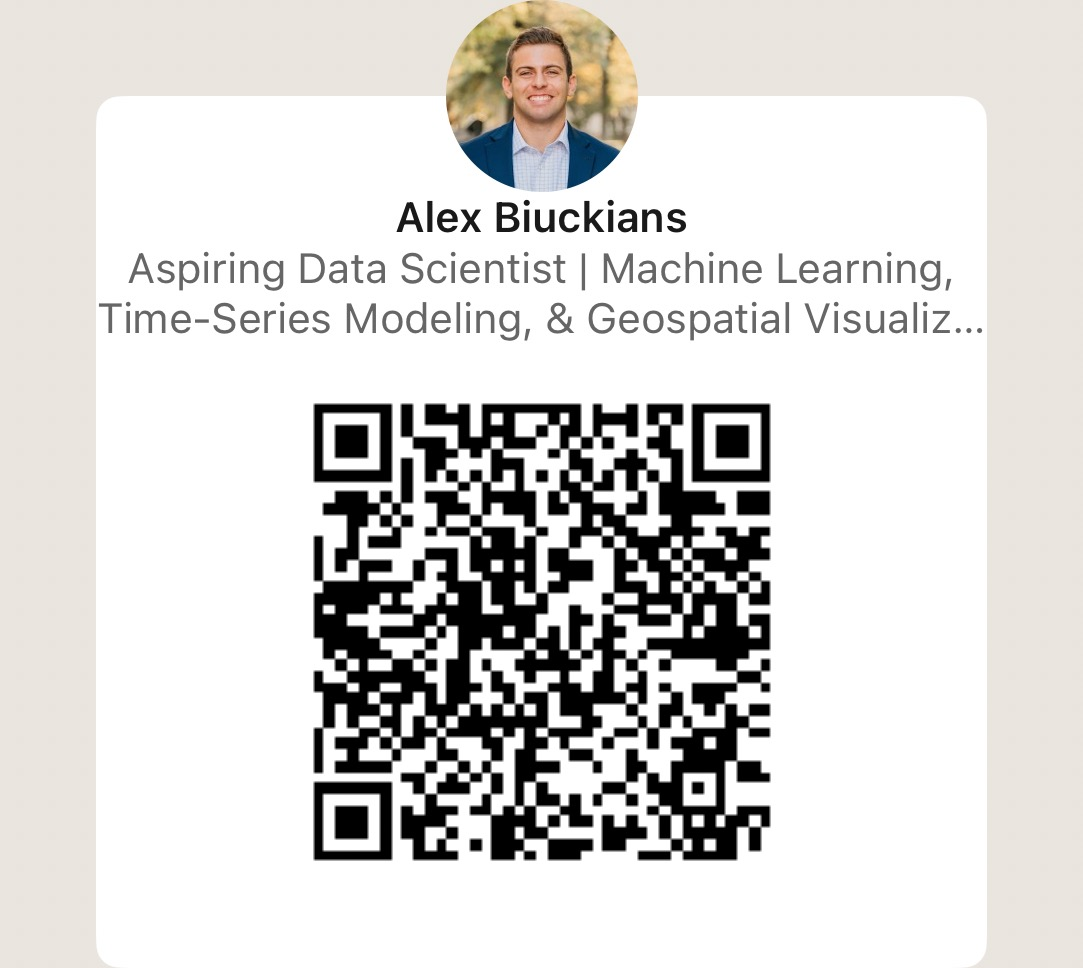 Alex Biuckians
Aspiring Data Scientist | Machine Learning,
Time-Series Modeling, & Geospatial Visualiz...